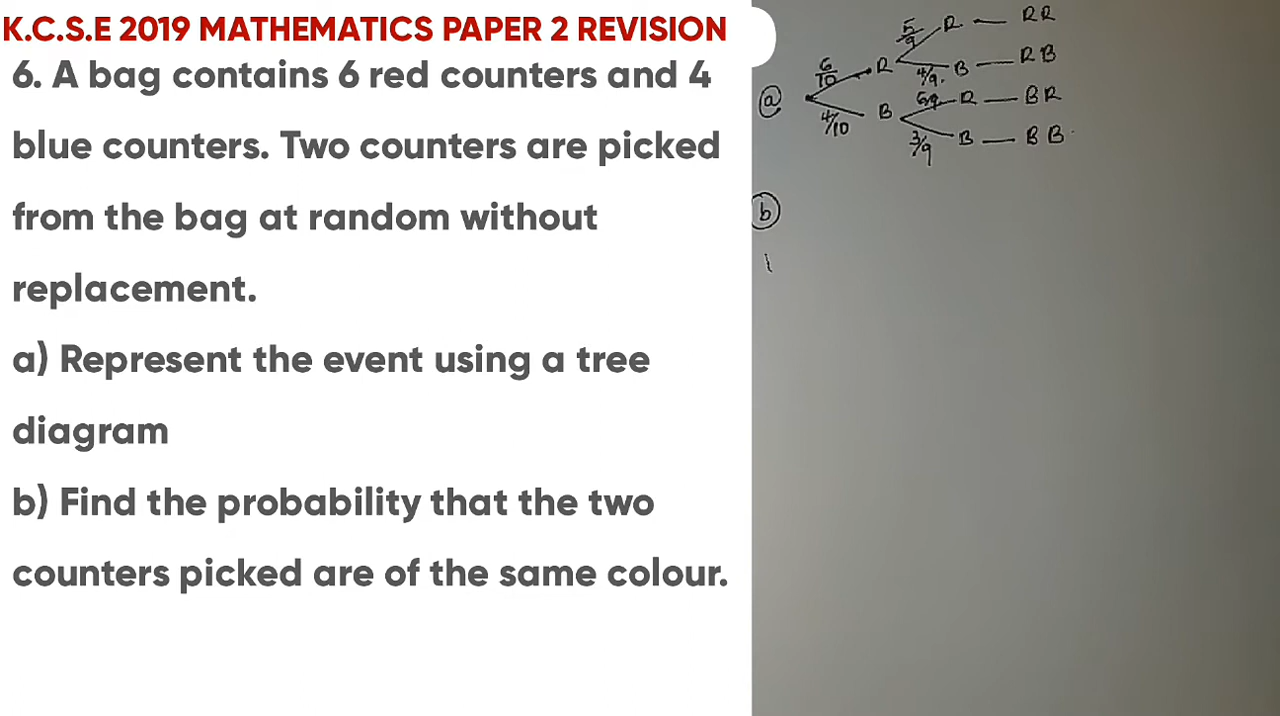 K.C.S.E 2019 MATHEMATICS PAPER 2 REVISION
6. A bag contains 6 red counters and 4
blue counters. Two counters are picked
from the bag at random without
replacement.
a) Represent the event using a tree
diagram
b) Find the probability that the two
counters picked are of the same colour.
5/9 R — RR
6/10 R 4/9 B — RB
(a)
4/10 B 6/9 R — BR
3/9 B — BB
(b)